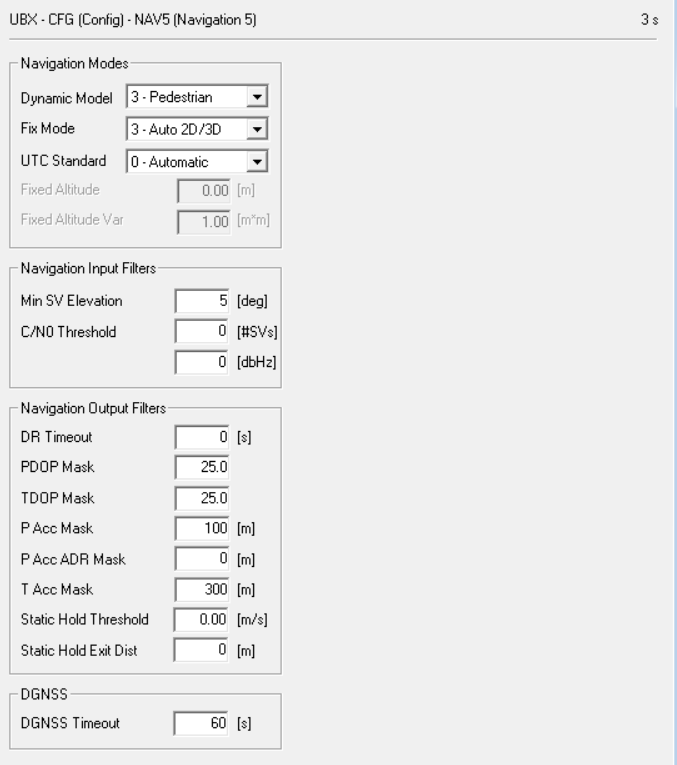 UBX - CFG (Config) - NAV5 (Navigation 5) 3 s
Navigation Modes
Dynamic Model 3 - Pedestrian
Fix Mode 3 - Auto 2D/3D
UTC Standard 0 - Automatic
Fixed Altitude 0.00 [m]
Fixed Altitude Var 1.00 [m*m]
Navigation Input Filters
Min SV Elevation 5 [deg]
C/N0 Threshold 0 [#SVs]
0 [dbHz]
Navigation Output Filters
DR Timeout 0 [s]
PDOP Mask 25.0
TDOP Mask 25.0
P Acc Mask 100 [m]
P Acc ADR Mask 0 [m]
T Acc Mask 300 [m]
Static Hold Threshold 0.00 [m/s]
Static Hold Exit Dist 0 [m]
DGNSS
DGNSS Timeout 60 [s]